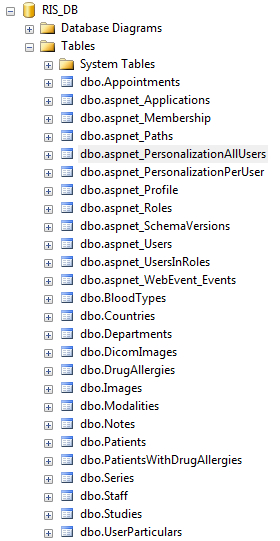 RIS_DB
Database Diagrams
Tables
System Tables
dbo.Appointments
dbo.aspnet_Applications
dbo.aspnet_Membership
dbo.aspnet_Paths
dbo.aspnet_PersonalizationAllUsers
dbo.aspnet_PersonalizationPerUser
dbo.aspnet_Profile
dbo.aspnet_Roles
dbo.aspnet_SchemaVersions
dbo.aspnet_Users
dbo.aspnet_UsersInRoles
dbo.aspnet_WebEvent_Events
dbo.BloodTypes
dbo.Countries
dbo.Departments
dbo.DicomImages
dbo.DrugAllergies
dbo.Images
dbo.Modalities
dbo.Notes
dbo.Patients
dbo.PatientsWithDrugAllergies
dbo.Series
dbo.Staff
dbo.Studies
dbo.UserParticulars